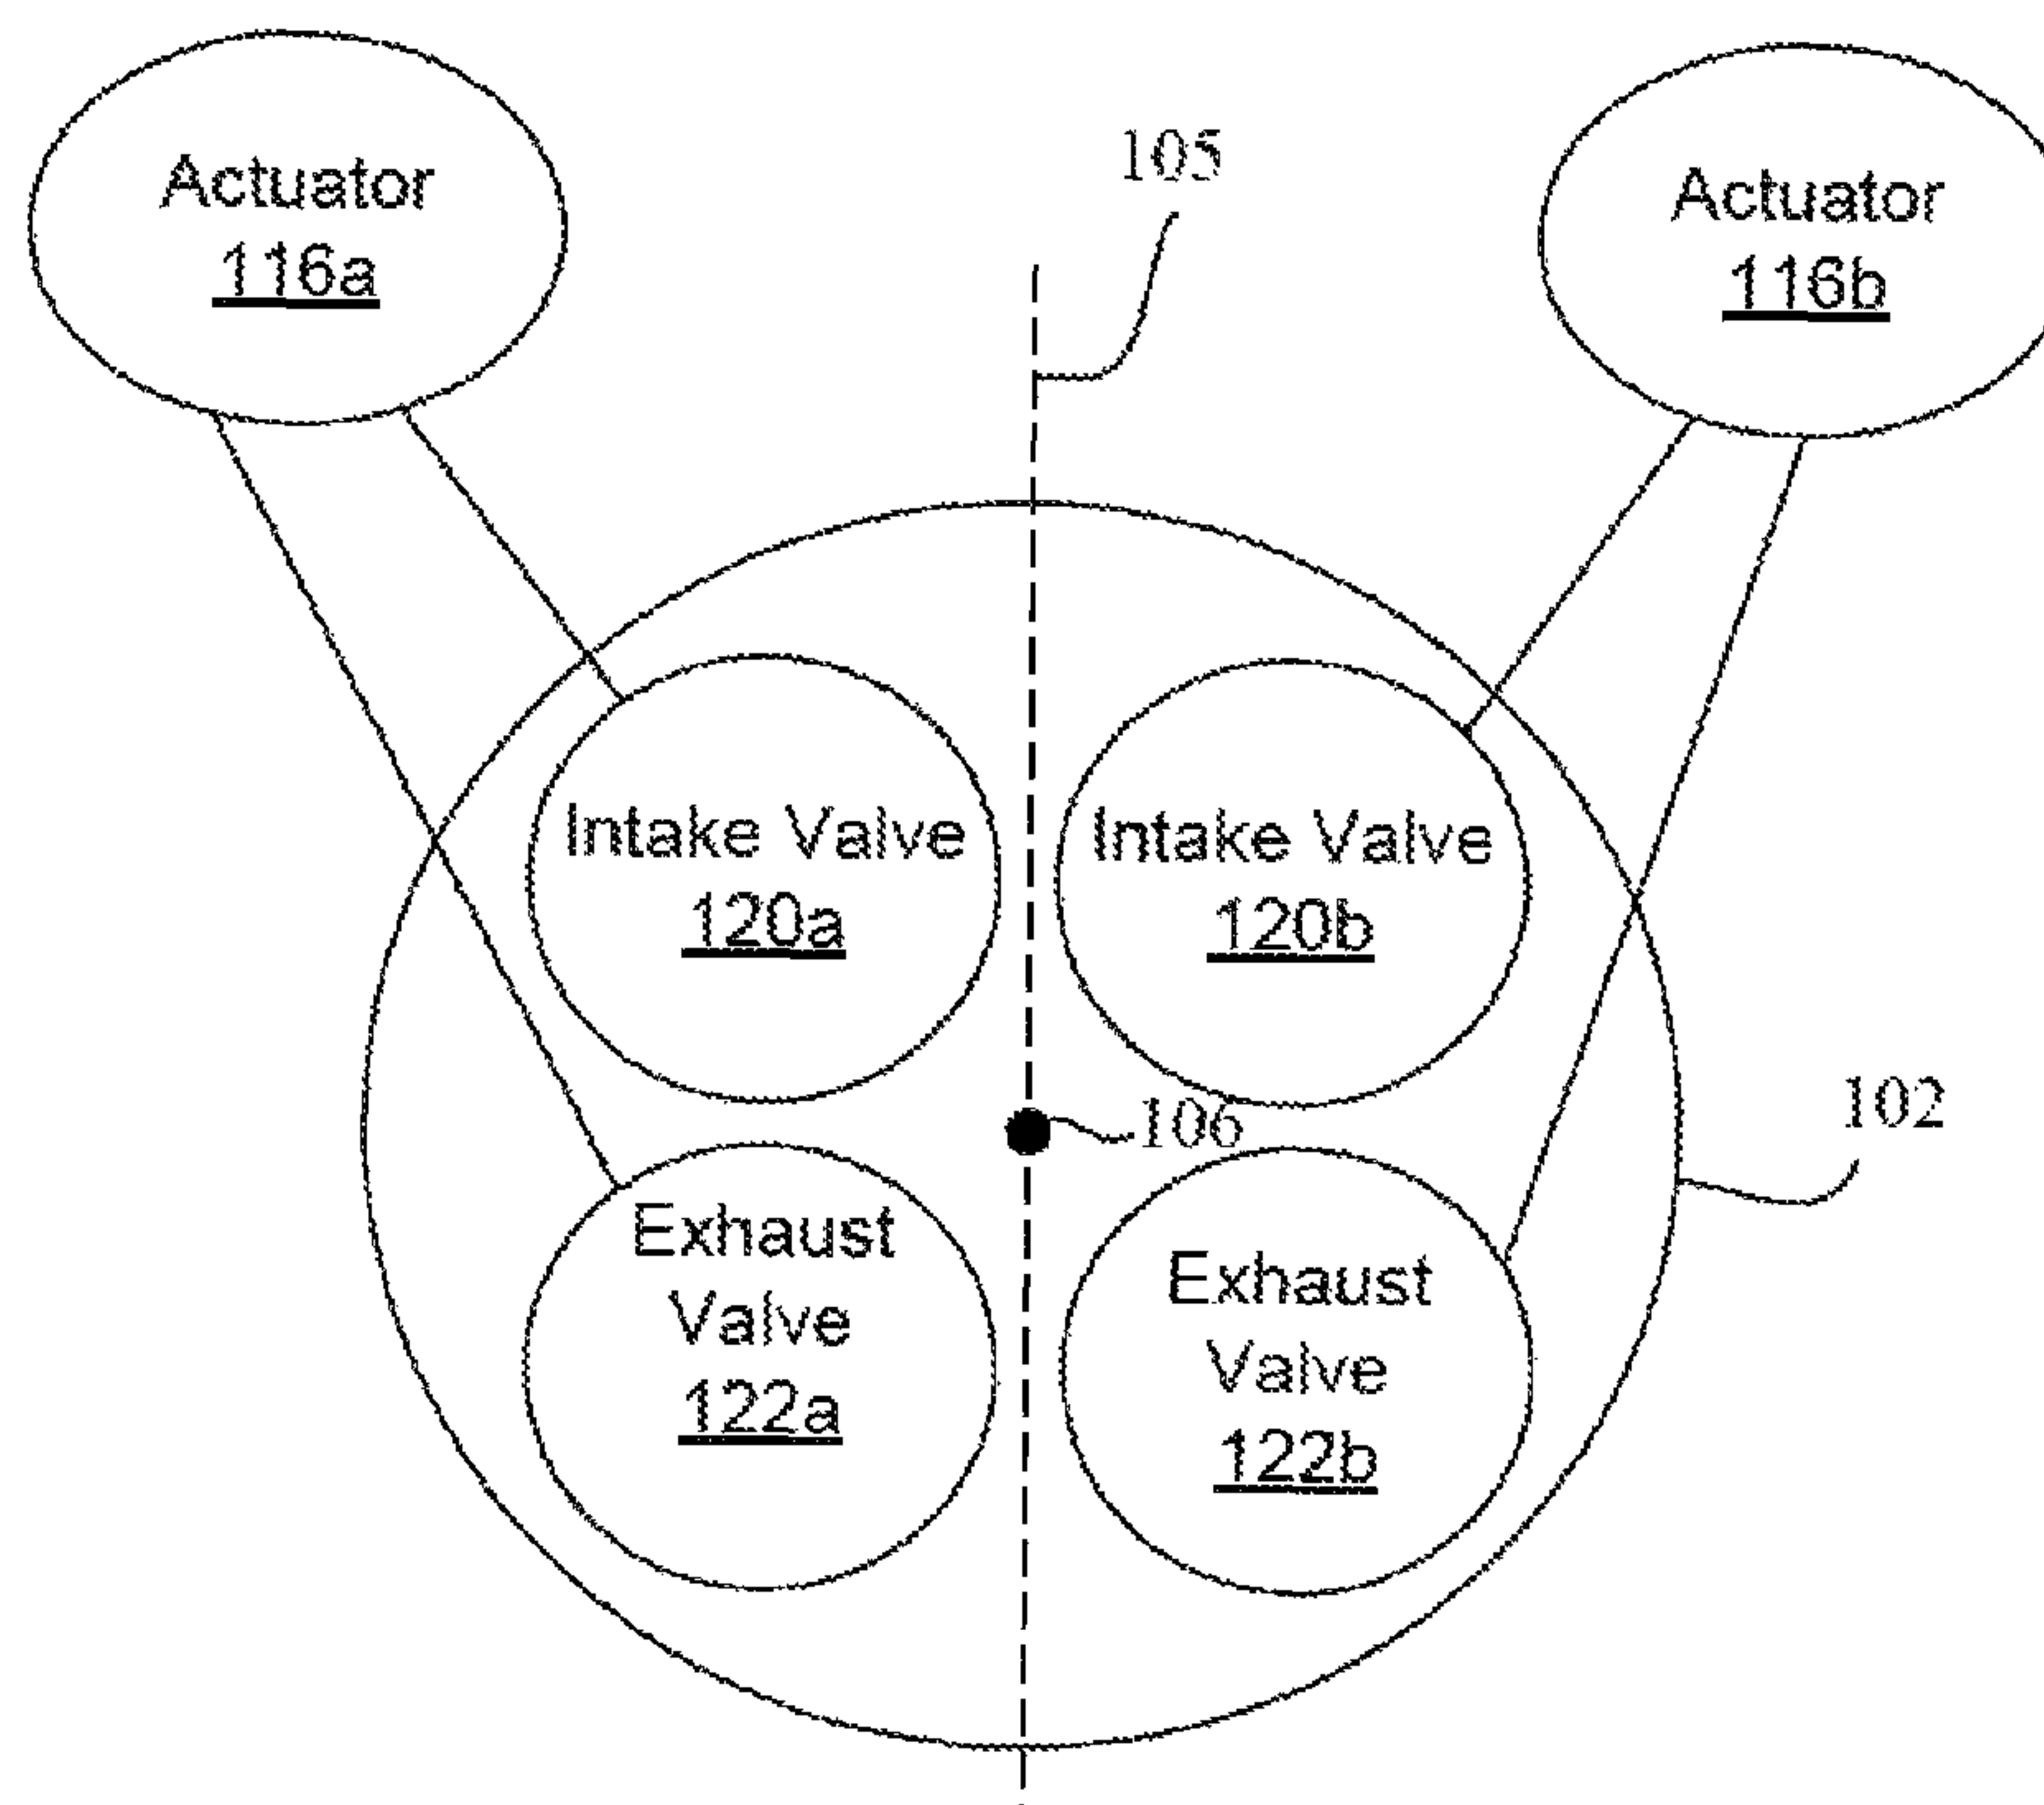 Actuator
116a
105
Actuator
116b
Intake Valve
120a
Intake Valve
120b
106
102
Exhaust
Valve
122a
Exhaust
Valve
122b